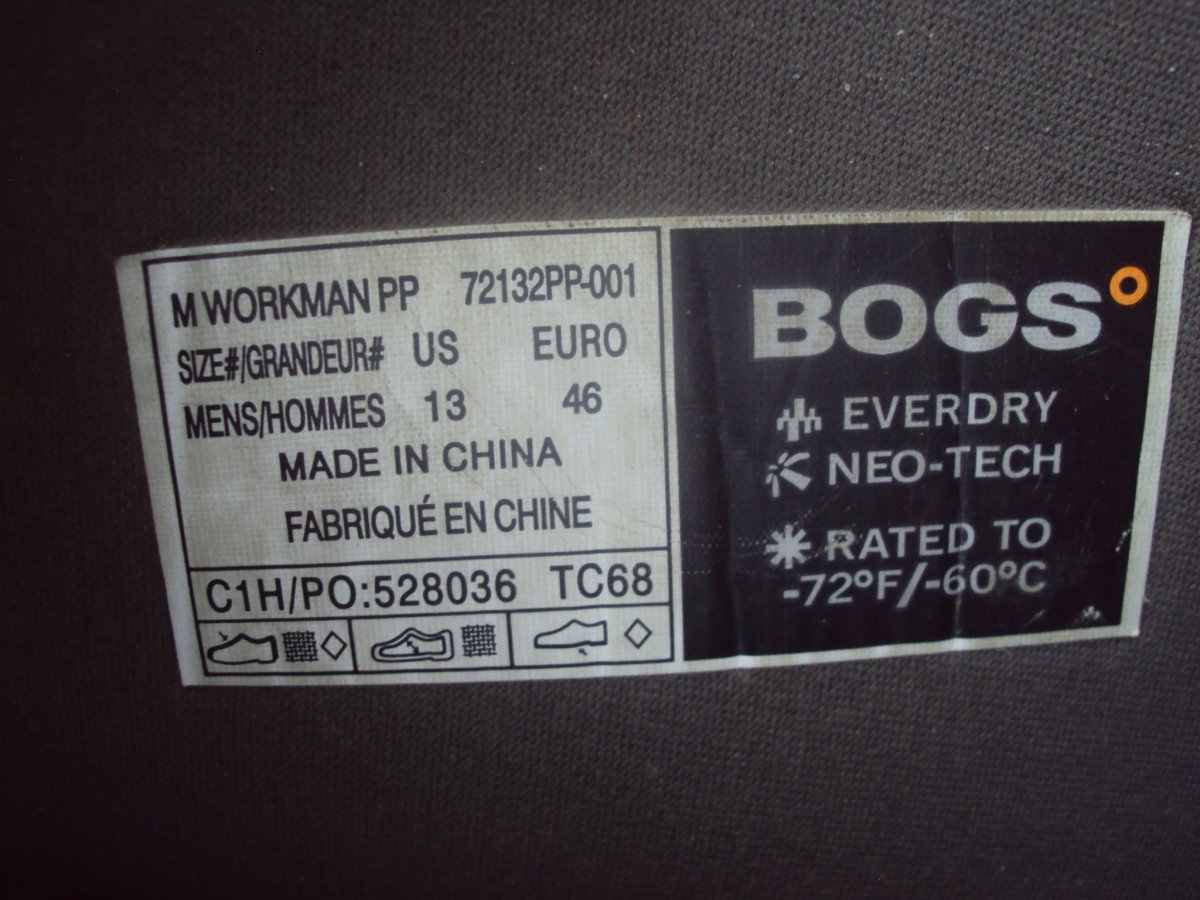 M WORKMAN PP 72132PP-001
SIZE#/GRANDEUR# US EURO
MENS/HOMMES 13 46
MADE IN CHINA
FABRIQUÉ EN CHINE
C1H/PO:528036 TC68
BOGS
EVERDRY
NEO-TECH
RATED TO
-72°F/-60°C